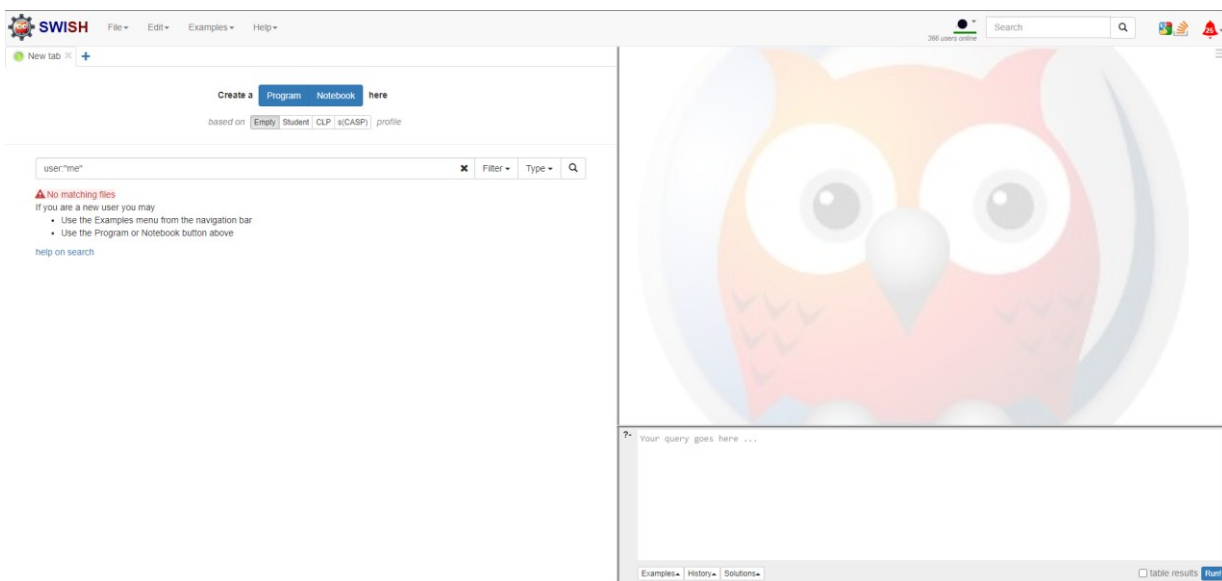 SWISH File Edit Examples Help 366 users online Search 25
New tab
Create a Program Notebook here
based on Empty Student CLP s(CASP) profile
user:"me" Filter Type
No matching files
If you are a new user you may
• Use the Examples menu from the navigation bar
• Use the Program or Notebook button above
help on search
?- Your query goes here ...
Examples History Solutions table results Run!